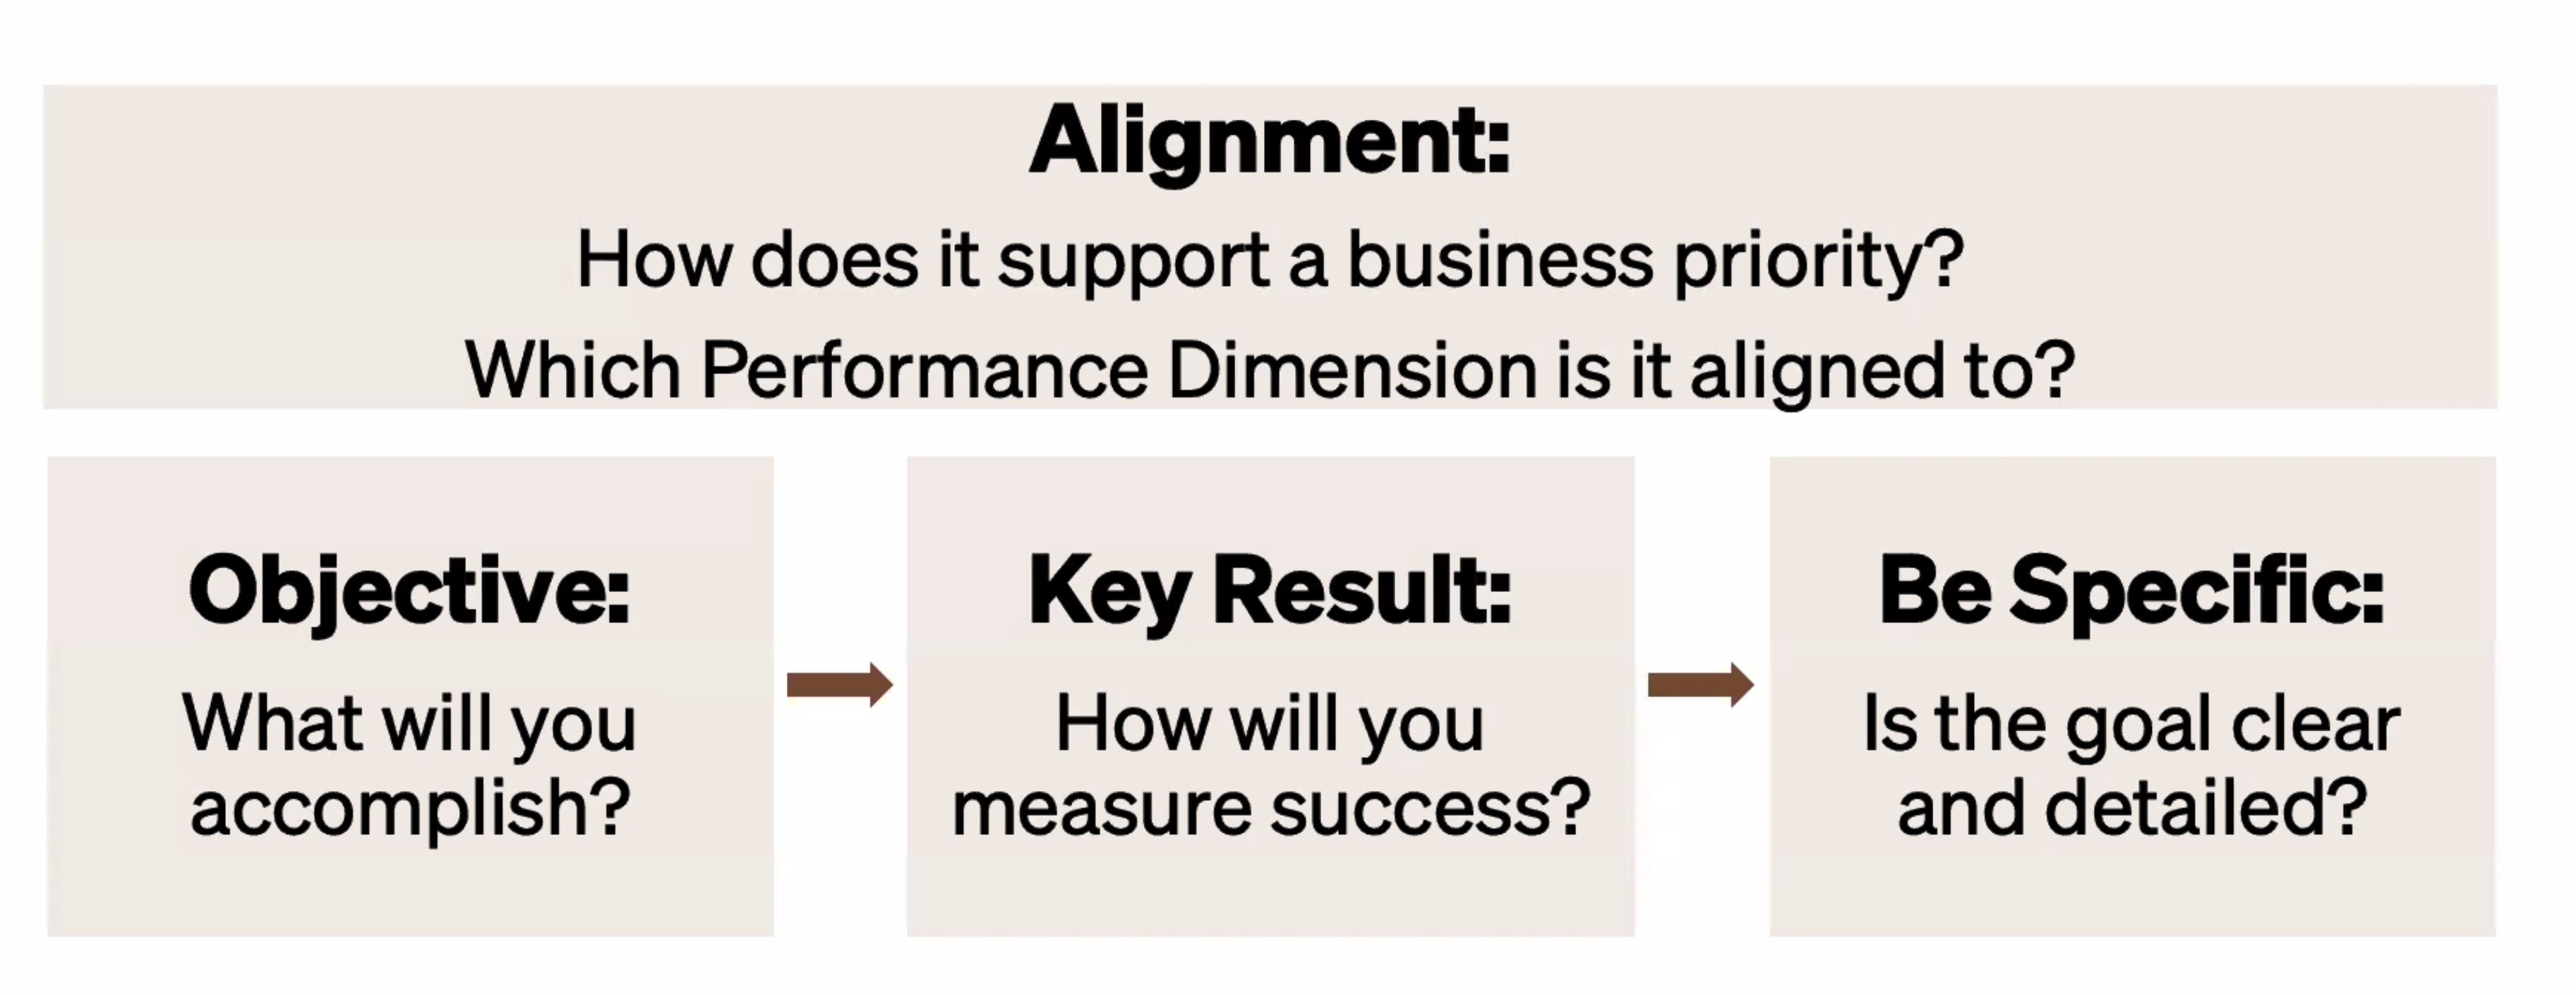 Alignment:
How does it support a business priority?
Which Performance Dimension is it aligned to?
Objective:
What will you
accomplish?
Key Result:
How will you
measure success?
Be Specific:
Is the goal clear
and detailed?